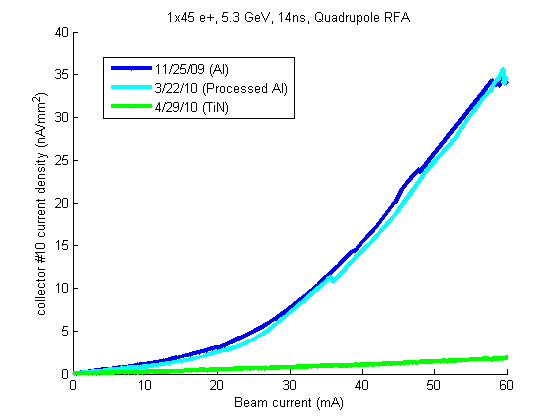 1x45 e+, 5.3 GeV, 14ns, Quadrupole RFA
40
35
30
25
20
15
10
5
0
collector #10 current density (nA/mm²)
11/25/09 (Al)
3/22/10 (Processed Al)
4/29/10 (TiN)
0 10 20 30 40 50 60
Beam current (mA)